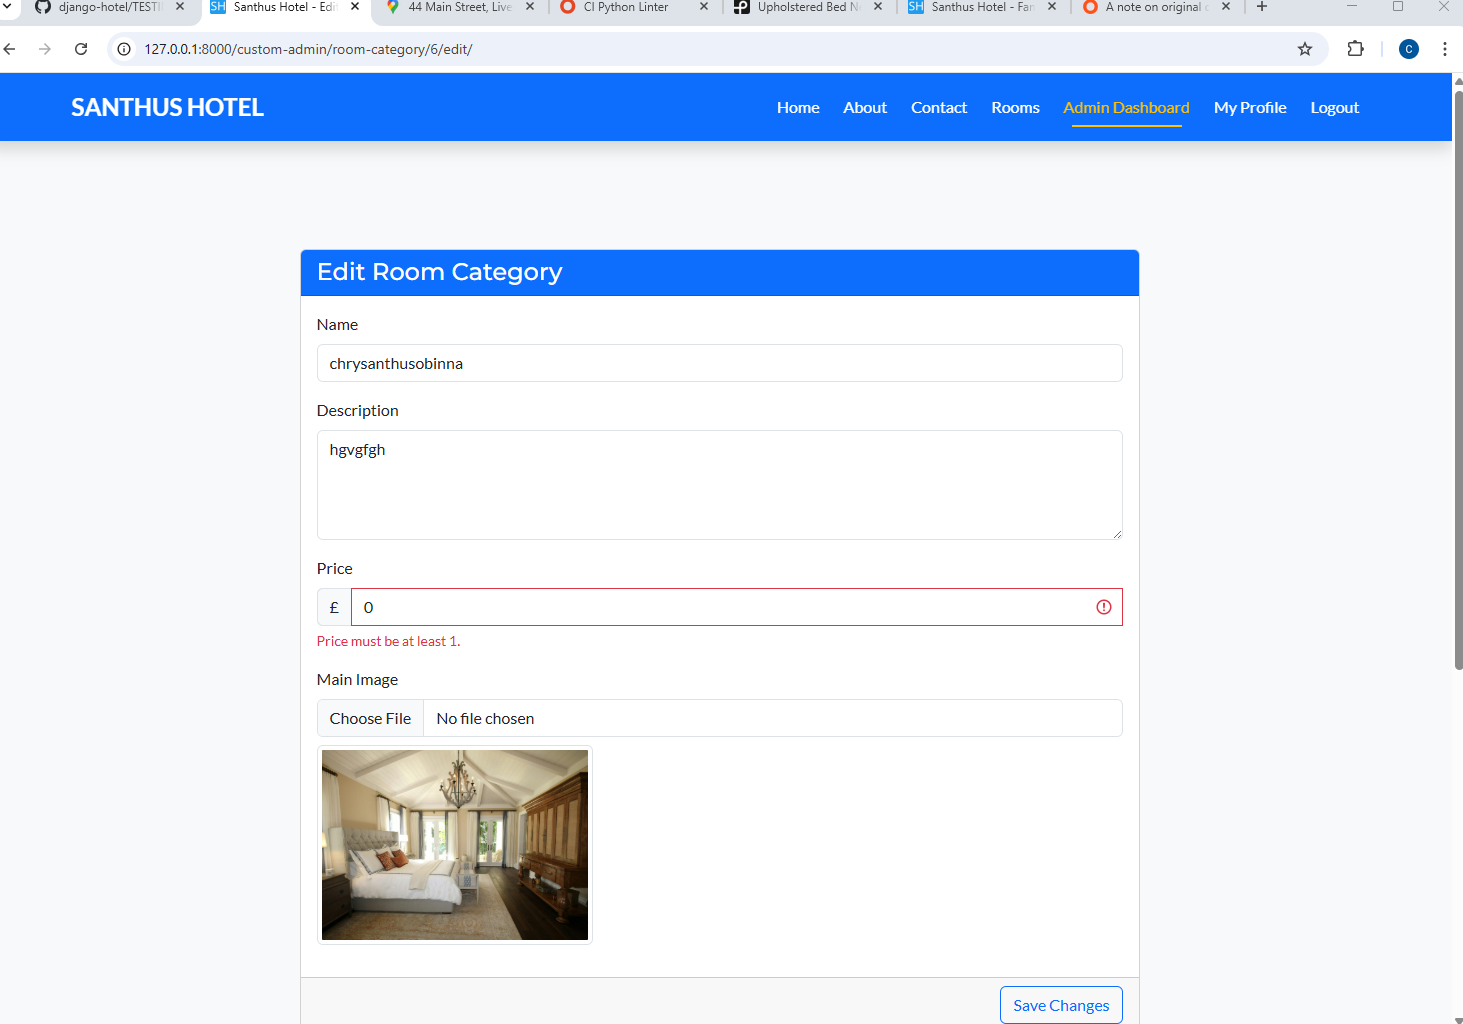 django-hotel/TESTI
SH Santhus Hotel - Edit
44 Main Street, Live
CI Python Linter
Upholstered Bed N
SH Santhus Hotel - Fan
A note on original
127.0.0.1:8000/custom-admin/room-category/6/edit/
C
SANTHUS HOTEL
Home
About
Contact
Rooms
Admin Dashboard
My Profile
Logout
Edit Room Category
Name
chrysanthusobinna
Description
hgvgfgh
Price
£ 0
Price must be at least 1.
Main Image
Choose File No file chosen
Save Changes